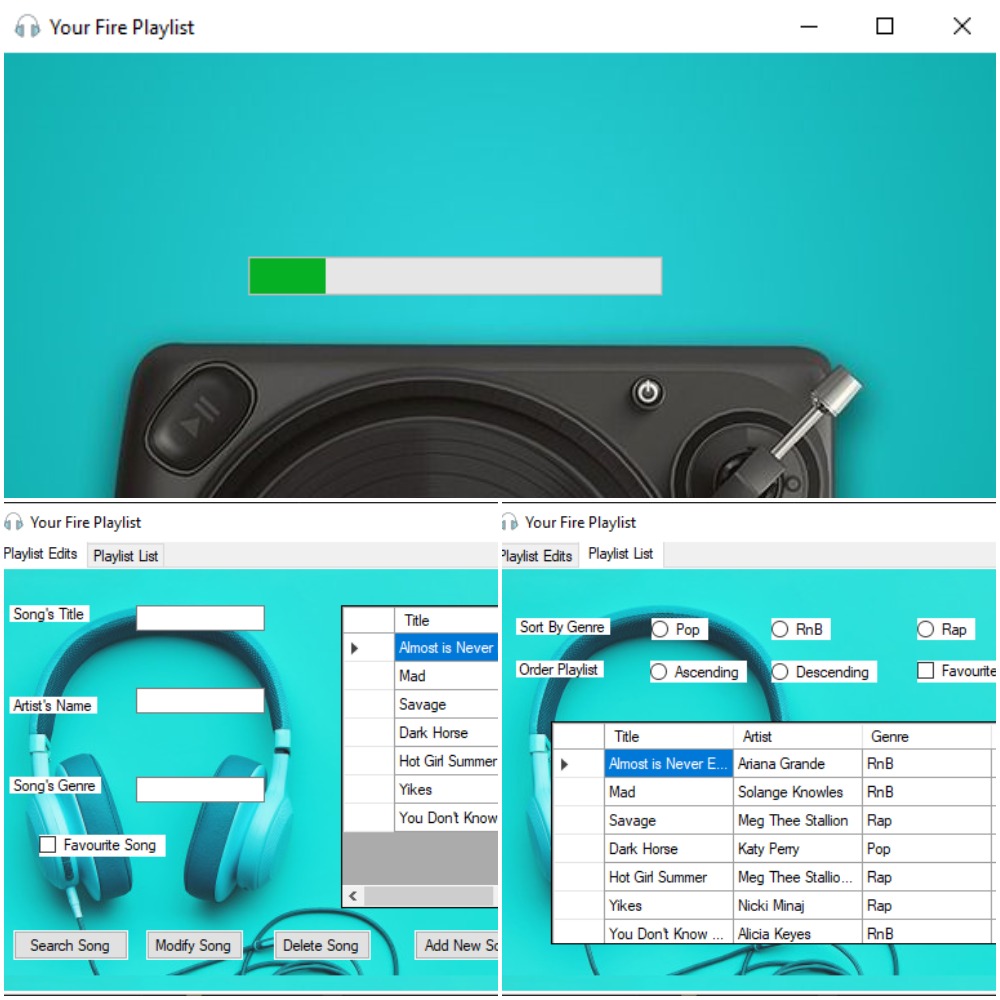 Your Fire Playlist
Your Fire Playlist
Playlist Edits Playlist List
Song's Title
Artist's Name
Song's Genre
Favourite Song
Title
Almost is Never
Mad
Savage
Dark Horse
Hot Girl Summer
Yikes
You Don't Know
Search Song Modify Song Delete Song Add New So
Your Fire Playlist
Playlist Edits Playlist List
Sort By Genre Pop RnB Rap
Order Playlist Ascending Descending Favourite
Title Artist Genre
Almost is Never E... Ariana Grande RnB
Mad Solange Knowles RnB
Savage Meg Thee Stallion Rap
Dark Horse Katy Perry Pop
Hot Girl Summer Meg Thee Stallio... Rap
Yikes Nicki Minaj Rap
You Don't Know ... Alicia Keyes RnB